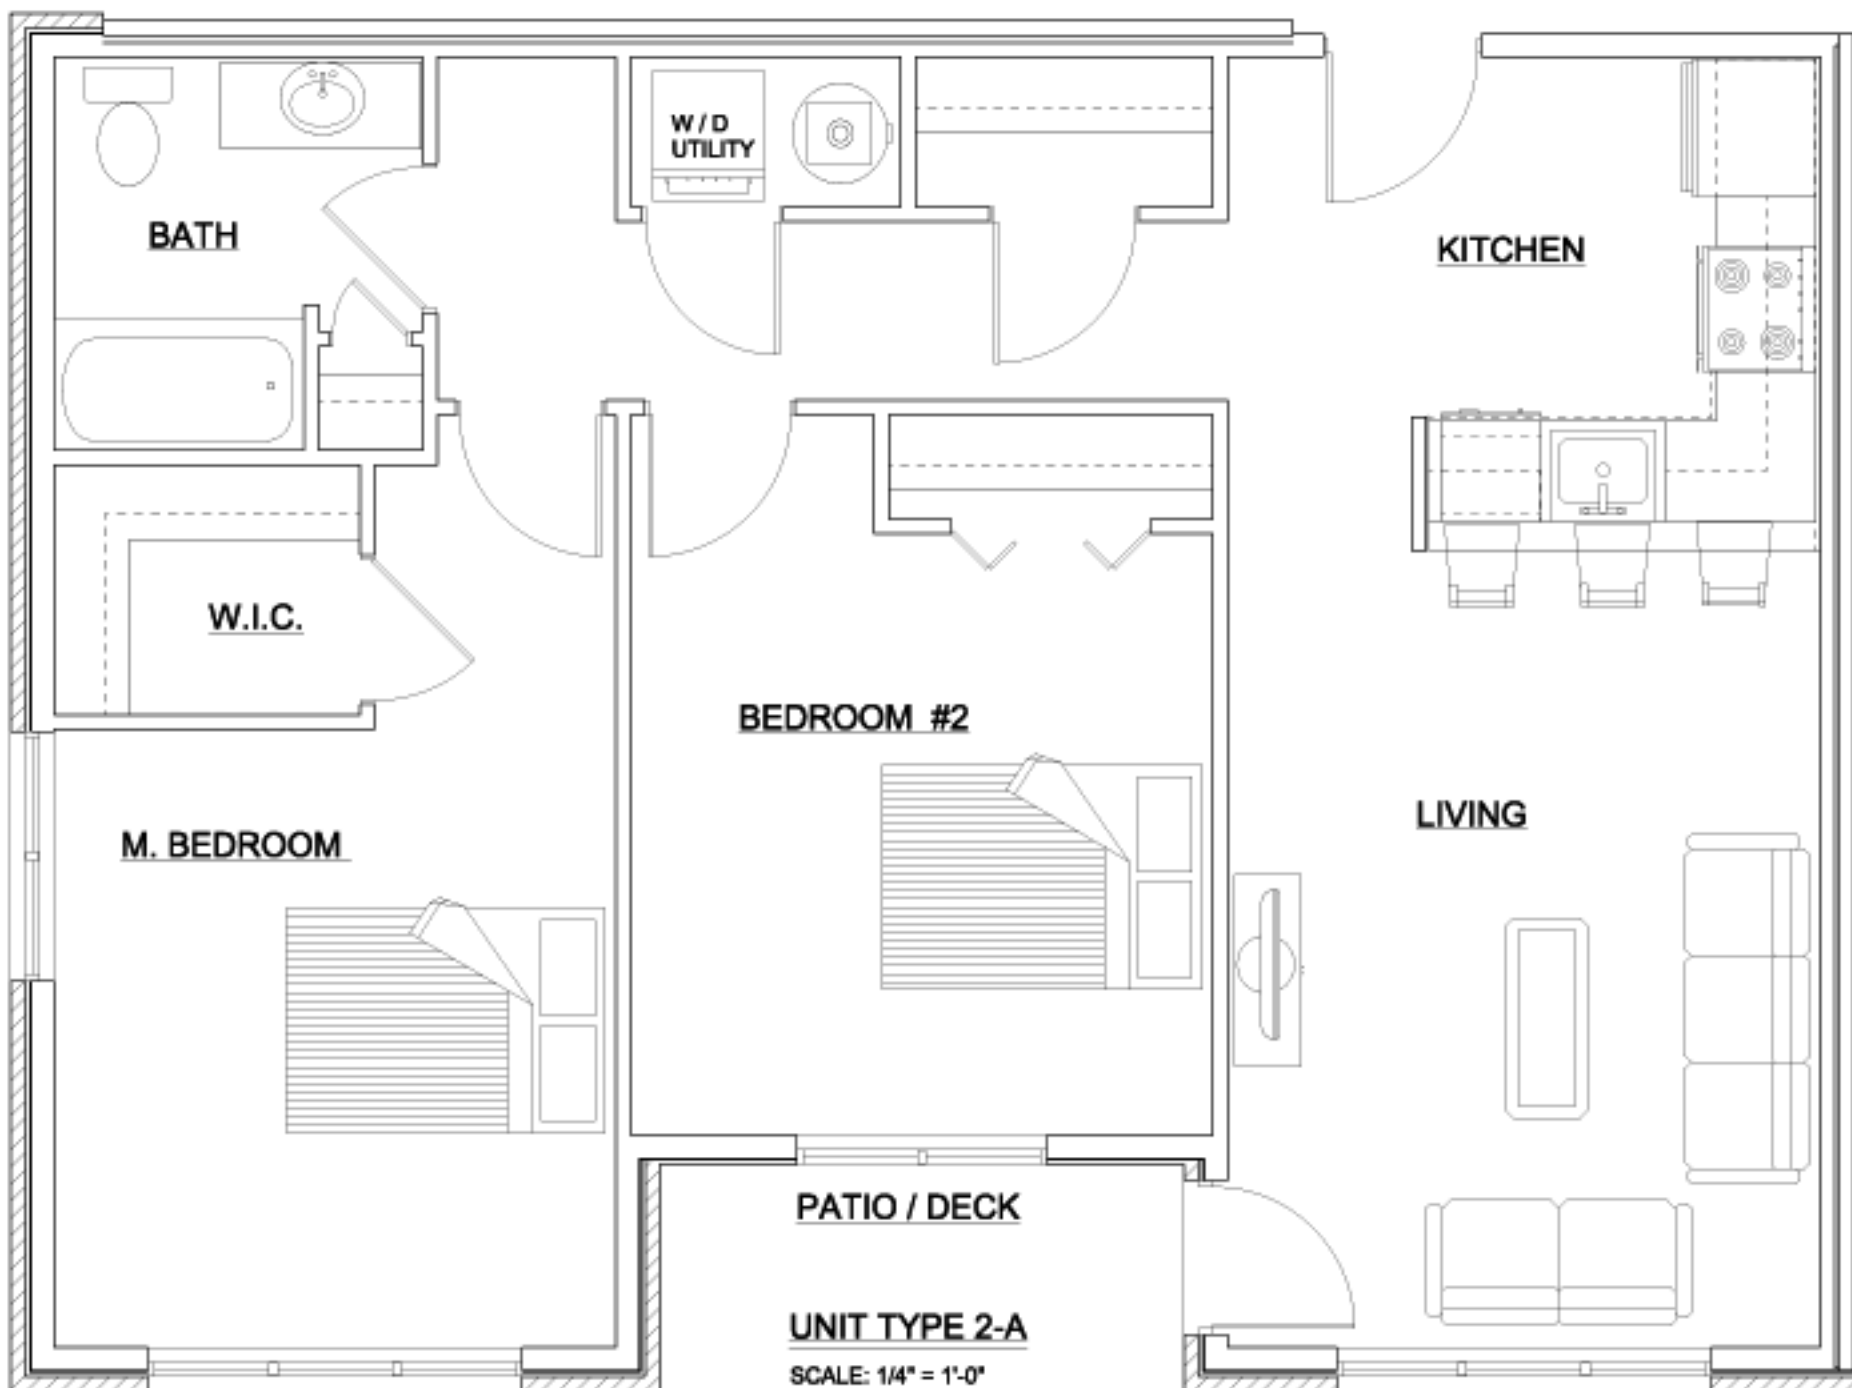 W / D
UTILITY
BATH
KITCHEN
W.I.C.
BEDROOM #2
LIVING
M. BEDROOM
PATIO / DECK
UNIT TYPE 2-A
SCALE: 1/4" = 1'-0"